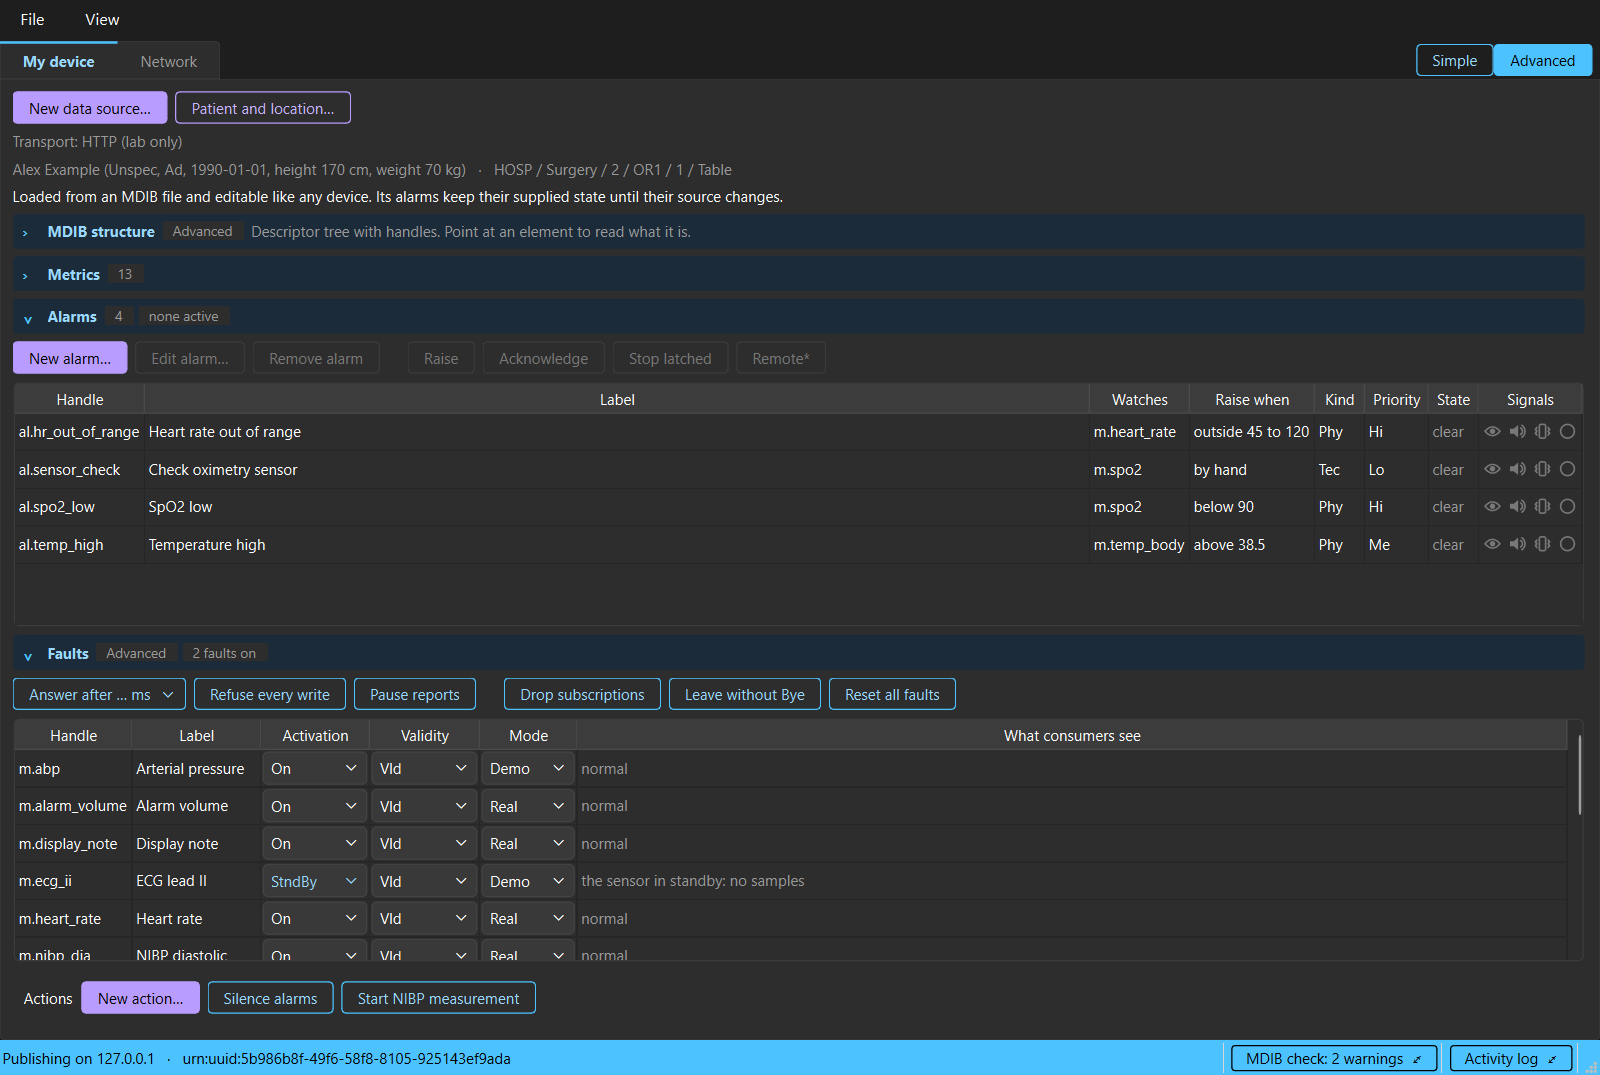 File View
My device Network Simple Advanced
New data source... Patient and location...
Transport: HTTP (lab only)
Alex Example (Unspec, Ad, 1990-01-01, height 170 cm, weight 70 kg) · HOSP / Surgery / 2 / OR1 / 1 / Table
Loaded from an MDIB file and editable like any device. Its alarms keep their supplied state until their source changes.
MDIB structure Advanced Descriptor tree with handles. Point at an element to read what it is.
Metrics 13
Alarms 4 none active
New alarm... Edit alarm... Remove alarm Raise Acknowledge Stop latched Remote*
Handle Label Watches Raise when Kind Priority State Signals
al.hr_out_of_range Heart rate out of range m.heart_rate outside 45 to 120 Phy Hi clear
al.sensor_check Check oximetry sensor m.spo2 by hand Tec Lo clear
al.spo2_low SpO2 low m.spo2 below 90 Phy Hi clear
al.temp_high Temperature high m.temp_body above 38.5 Phy Me clear
Faults Advanced 2 faults on
Answer after ... ms Refuse every write Pause reports Drop subscriptions Leave without Bye Reset all faults
Handle Label Activation Validity Mode What consumers see
m.abp Arterial pressure On Vld Demo normal
m.alarm_volume Alarm volume On Vld Real normal
m.display_note Display note On Vld Real normal
m.ecg_ii ECG lead II StndBy Vld Demo the sensor in standby: no samples
m.heart_rate Heart rate On Vld Real normal
m.nibp_dia NIBP diastolic On Vld Real normal
Actions New action... Silence alarms Start NIBP measurement
Publishing on 127.0.0.1 · urn:uuid:5b986b8f-49f6-58f8-8105-925143ef9ada MDIB check: 2 warnings Activity log